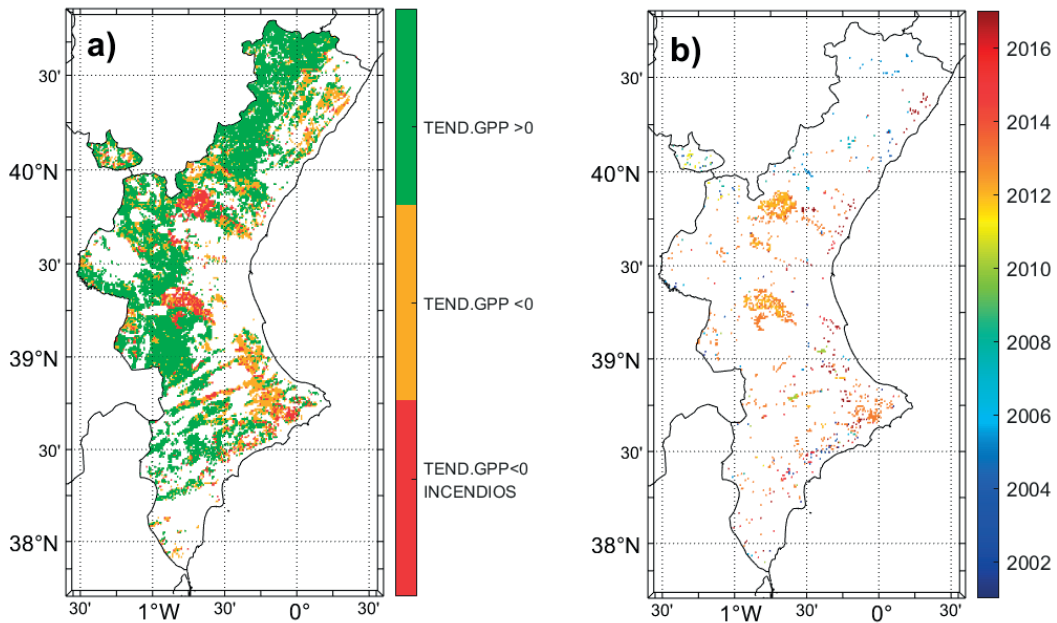 a)
30'
40°N
30'
39°N
30'
38°N
30'
1°W
30'
0°
30'
TEND.GPP >0
TEND.GPP <0
TEND.GPP<0
INCENDIOS
b)
30'
40°N
30'
39°N
30'
38°N
30'
1°W
30'
0°
30'
2016
2014
2012
2010
2008
2006
2004
2002